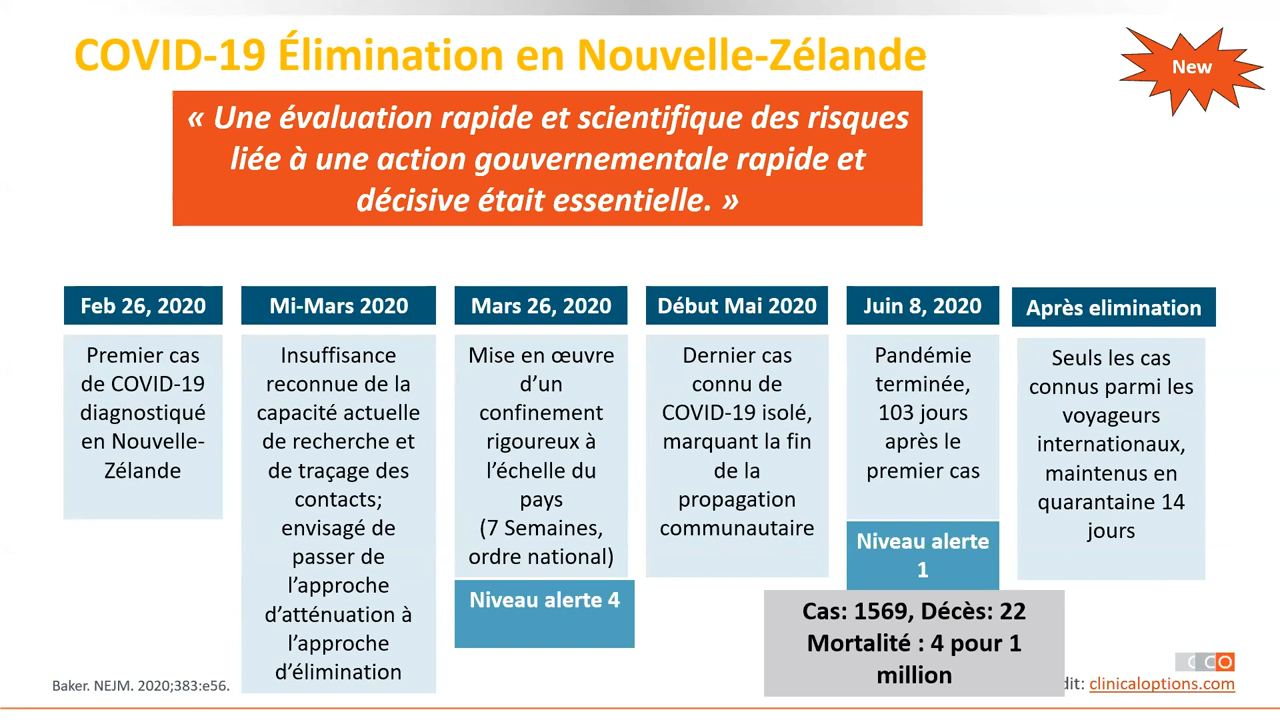 COVID-19 Élimination en Nouvelle-Zélande
New
« Une évaluation rapide et scientifique des risques
liée à une action gouvernementale rapide et
décisive était essentielle. »
Feb 26, 2020
Premier cas
de COVID-19
diagnostiqué
en Nouvelle-
Zélande
Mi-Mars 2020
Insuffisance
reconnue de la
capacité actuelle
de recherche et
de traçage des
contacts;
envisagé de
passer de
l’approche
d’atténuation à
l’approche
d’élimination
Mars 26, 2020
Mise en œuvre
d’un
confinement
rigoureux à
l’échelle du
pays
(7 Semaines,
ordre national)
Niveau alerte 4
Début Mai 2020
Dernier cas
connu de
COVID-19 isolé,
marquant la fin
de la
propagation
communautaire
Juin 8, 2020
Pandémie
terminée,
103 jours
après le
premier cas
Niveau alerte
1
Après elimination
Seuls les cas
connus parmi les
voyageurs
internationaux,
maintenus en
quarantaine 14
jours
Cas: 1569, Décès: 22
Mortalité : 4 pour 1
million
Baker. NEJM. 2020;383:e56.
CCO
dit: clinicaloptions.com